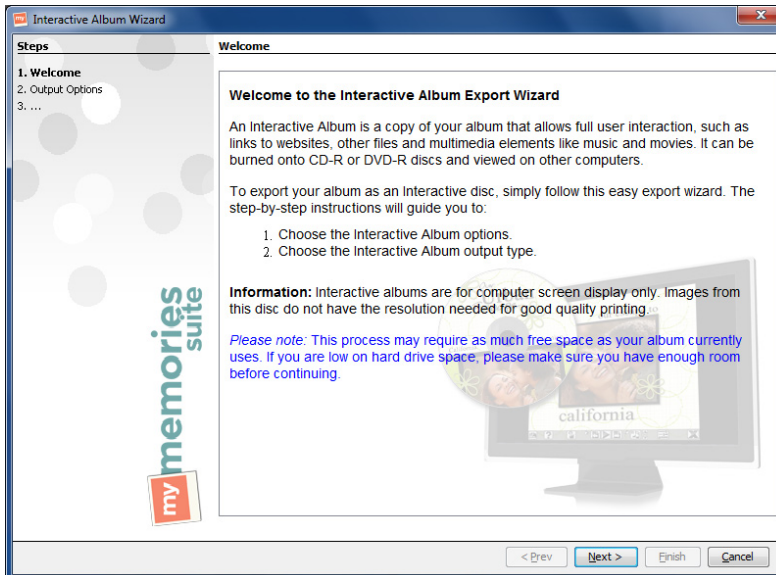 Interactive Album Wizard
Steps
Welcome
1. Welcome
2. Output Options
3. ...
Welcome to the Interactive Album Export Wizard
An Interactive Album is a copy of your album that allows full user interaction, such as
links to websites, other files and multimedia elements like music and movies. It can be
burned onto CD-R or DVD-R discs and viewed on other computers.
To export your album as an Interactive disc, simply follow this easy export wizard. The
step-by-step instructions will guide you to:
1. Choose the Interactive Album options.
2. Choose the Interactive Album output type.
Information: Interactive albums are for computer screen display only. Images from
this disc do not have the resolution needed for good quality printing.
Please note: This process may require as much free space as your album currently
uses. If you are low on hard drive space, please make sure you have enough room
before continuing.
california
my memories
suite
< Prev
Next >
Finish
Cancel